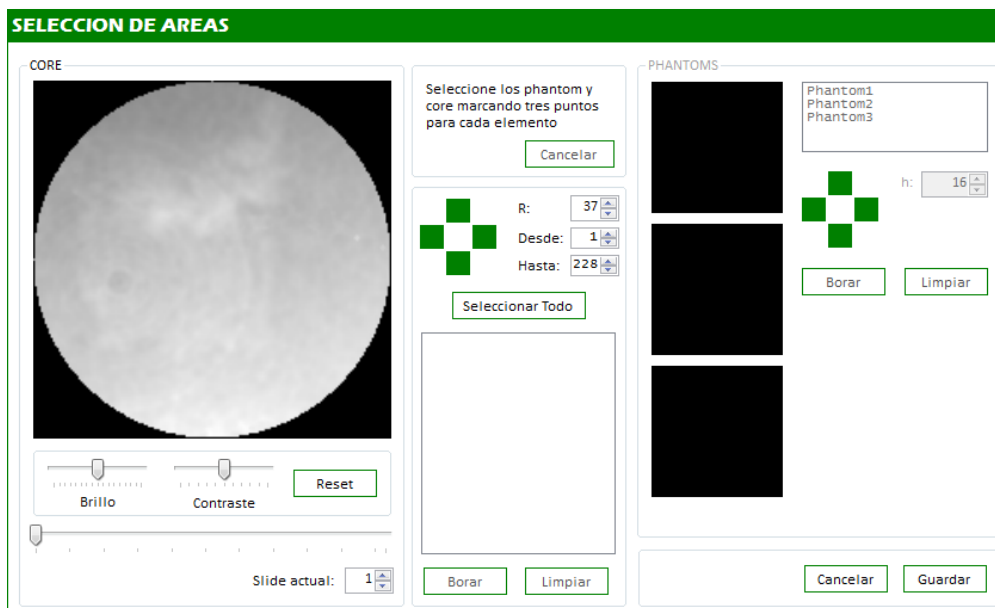 SELECCION DE AREAS
CORE
Brillo
Contraste
Reset
Slide actual:
1
Seleccione los phantom y
core marcando tres puntos
para cada elemento
Cancelar
R:
37
Desde:
1
Hasta:
228
Seleccionar Todo
Borar
Limpiar
PHANTOMS
Phantom1
Phantom2
Phantom3
h:
16
Borar
Limpiar
Cancelar
Guardar